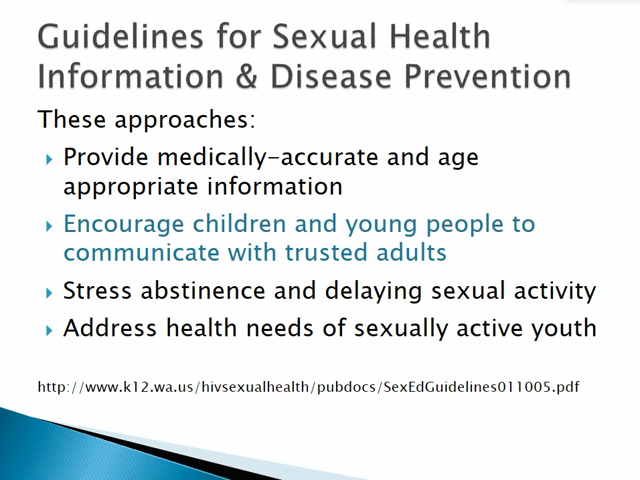 Guidelines for Sexual Health
Information & Disease Prevention
These approaches:
Provide medically-accurate and age
appropriate information
Encourage children and young people to
communicate with trusted adults
Stress abstinence and delaying sexual activity
Address health needs of sexually active youth
http://www.k12.wa.us/hivsexualhealth/pubdocs/SexEdGuidelines011005.pdf